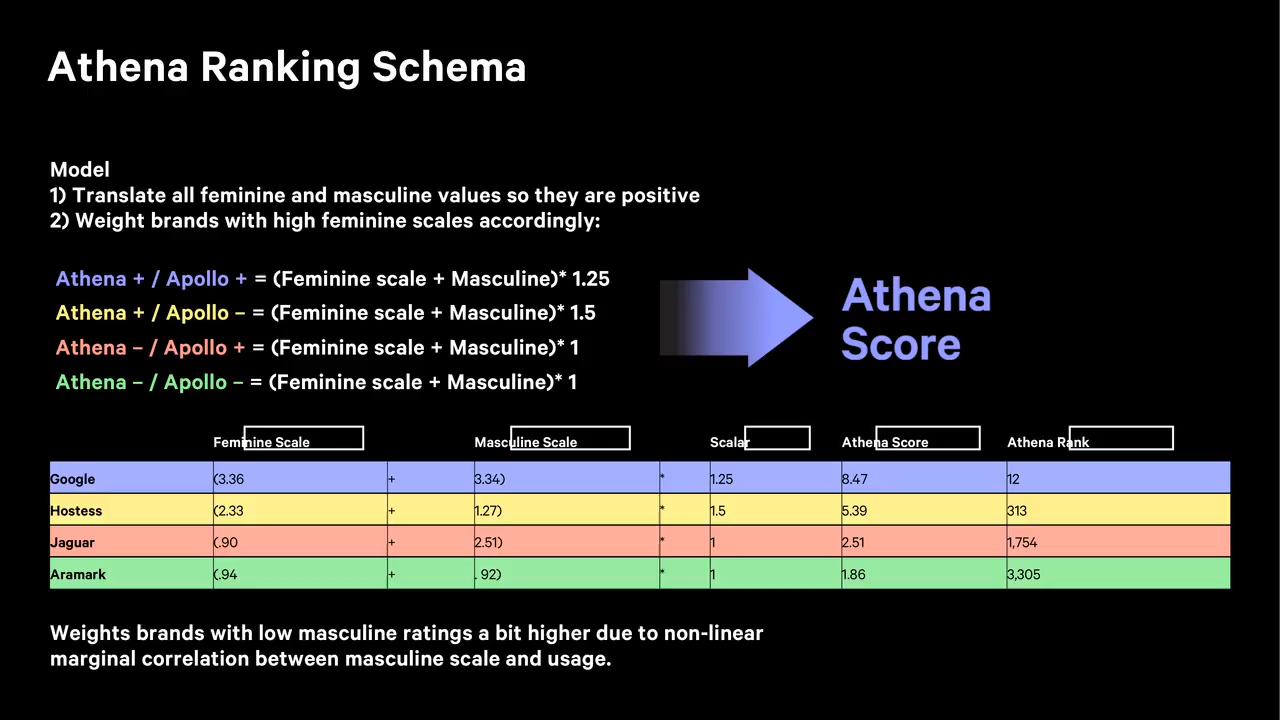 Athena Ranking Schema
Model
1) Translate all feminine and masculine values so they are positive
2) Weight brands with high feminine scales accordingly:
Athena + / Apollo + = (Feminine scale + Masculine)* 1.25
Athena + / Apollo – = (Feminine scale + Masculine)* 1.5
Athena – / Apollo + = (Feminine scale + Masculine)* 1
Athena – / Apollo – = (Feminine scale + Masculine)* 1
Athena
Score
Feminine Scale Masculine Scale Scalar Athena Score Athena Rank
Google (3.36 + 3.34) * 1.25 8.47 12
Hostess (2.33 + 1.27) * 1.5 5.39 313
Jaguar (.90 + 2.51) * 1 2.51 1,754
Aramark (.94 + . 92) * 1 1.86 3,305
Weights brands with low masculine ratings a bit higher due to non-linear
marginal correlation between masculine scale and usage.